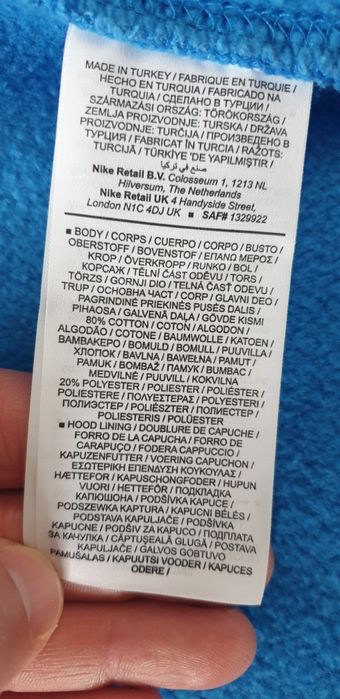 MADE IN TURKEY / FABRIQUE EN TURQUIE /
HECHO EN TURQUIA / FABRICADO NA
TURQUIA / СДЕЛАНО В ТУРЦИИ /
SZÁRMAZÁSI ORSZÁG: TÖRÖKORSZÁG /
ZEMLJA PROIZVODNJE: TURSKA / DRŽAVA
PROIZVODNJE: TURČIJA / ПРОИЗВЕДЕНО В
ТУРЦИЯ / FABRICAT ÎN TURCIA / RAŽOTS:
TURCIJĀ / TÜRKİYE 'DE YAPILMIŞTIR /
صنع في تركيا
Nike Retail B.V. Colosseum 1, 1213 NL
Hilversum, The Netherlands
Nike Retail UK 4 Handyside Street,
London N1C 4DJ UK ■ SAF# 1329922
■ BODY / CORPS / CUERPO / CORPO / BUSTO /
OBERSTOFF / BOVENSTOF / ΕΠΑΝΩ ΜΕΡΟΣ /
KROP / ÖVERKROPP / RUNKO / BOL /
КОРСАЖ / TĚLNÍ ČÁST ODĚVU / TORS /
TÖRZS / GORNJI DIO / TELNÁ ČASŤ ODEVU /
TRUP / ОСНОВНА ЧАСТ / CORP / GLAVNI DEO /
PAGRINDINĖ PRIEKINĖS PUSĖS DALIS /
PIHAOSA / GALVENĀ DAĻA / GÖVDE KISMI
80% COTTON / COTON / ALGODON /
ALGODÃO / COTONE / BAUMWOLLE / KATOEN /
ΒΑΜΒΑΚΕΡΟ / BOMULD / BOMULL / PUUVILLA /
ХЛОПОК / BAVLNA / BAWEŁNA / PAMUT /
PAMUK / BOMBAŽ / ПАМУК / BUMBAC /
MEDVILNĖ / PUUVILL / KOKVILNA
20% POLYESTER / POLIESTER / POLIÉSTER /
POLIESTERE / ΠΟΛΥΕΣΤΕΡΑΣ / POLYESTERI /
ПОЛИЭСТЕР / POLIÉSZTER / ПОЛИЕСТЕР /
POLIESTERIS / POLÜESTER
■ HOOD LINING / DOUBLURE DE CAPUCHE /
FORRO DE LA CAPUCHA / FORRO DE
CARAPUÇO / FODERA CAPPUCCIO /
KAPUZENFUTTER / VOERING CAPUCHON /
ΕΣΩΤΕΡΙΚΗ ΕΠΕΝΔΥΣΗ ΚΟΥΚΟΥΛΑΣ /
HÆTTEFOR / KAPUSCHONGFODER / HUPUN
VUORI / HETTEFÔR / ПОДКЛАДКА
КАПЮШОНА / PODŠÍVKA KAPUCE /
PODSZEWKA KAPTURA / KAPUCNI BÉLÉS /
PODSTAVA KAPULJAČE / PODŠÍVKA
KAPUCNE / PODŠIV ZA KAPUCO / ПОДПЛАТА
ЗА КАЧУЛКА / CĂPTUȘEALĂ GLUGĂ / POSTAVA
KAPULJAČE / GALVOS GOBTUVO
PAMUŠALAS / KAPUUTSI VOODER / KAPUCES
ODERE /